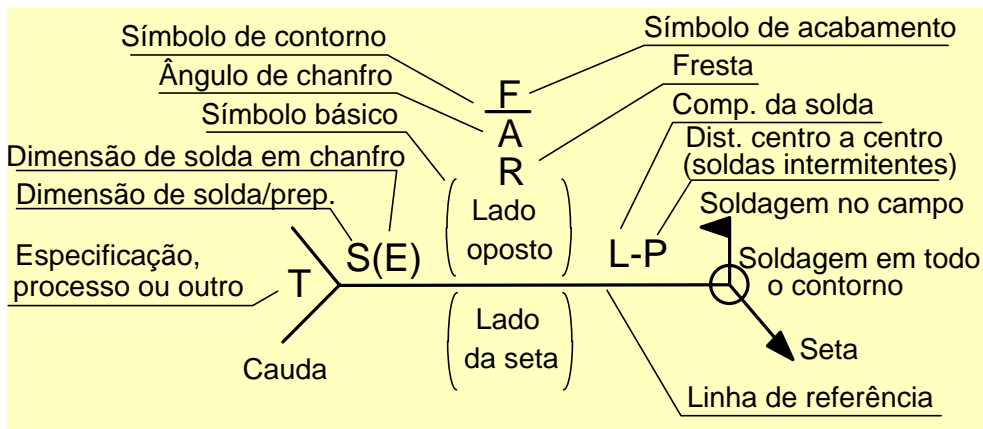 Símbolo de contorno
Símbolo de acabamento
Ângulo de chanfro
F
Fresta
Símbolo básico
A
Comp. da solda
Dimensão de solda em chanfro
R
Dist. centro a centro
(soldas intermitentes)
Dimensão de solda/prep.
Lado
oposto
Soldagem no campo
Especificação,
processo ou outro
T
S(E)
L-P
Soldagem em todo
o contorno
Lado
da seta
Cauda
Seta
Linha de referência